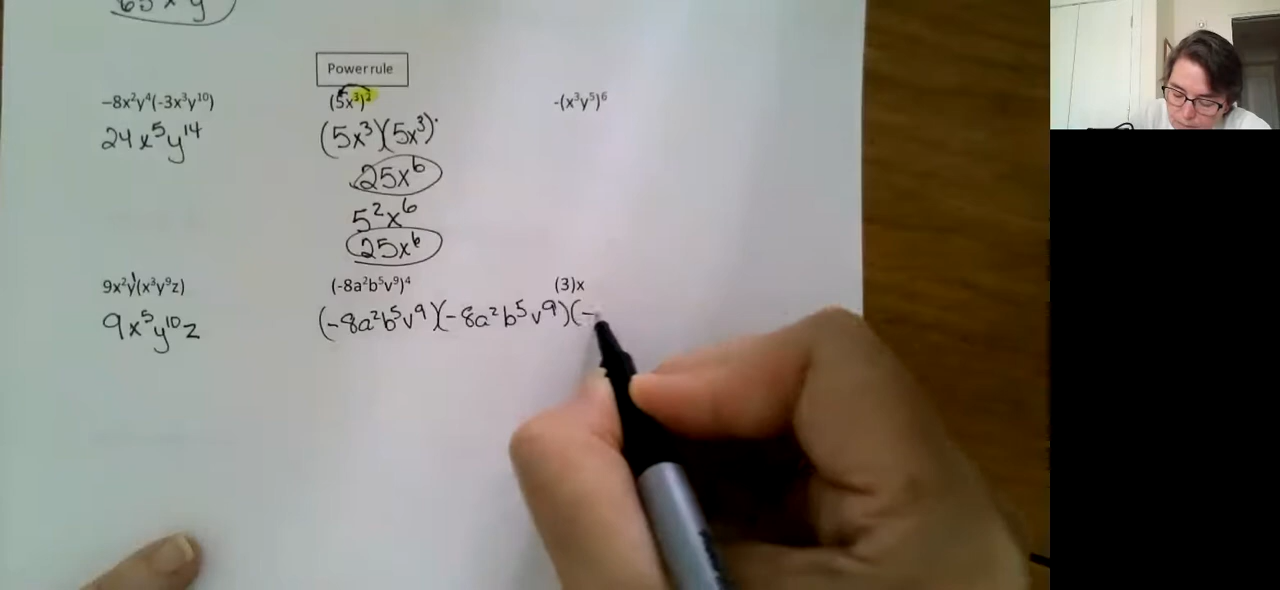 65 x y
Power rule
−8x²y⁴(-3x³y¹⁰)
24x⁵y¹⁴
(5x³)²
(5x³)(5x³)
25x⁶
5²x⁶
25x⁶
-(x³y⁵)⁶
9x²y(x³y⁹z)
9x⁵y¹⁰z
(-8a²b⁵v⁹)⁴
(-8a²b⁵v⁹)(-8a²b⁵v⁹)(-
(3)x